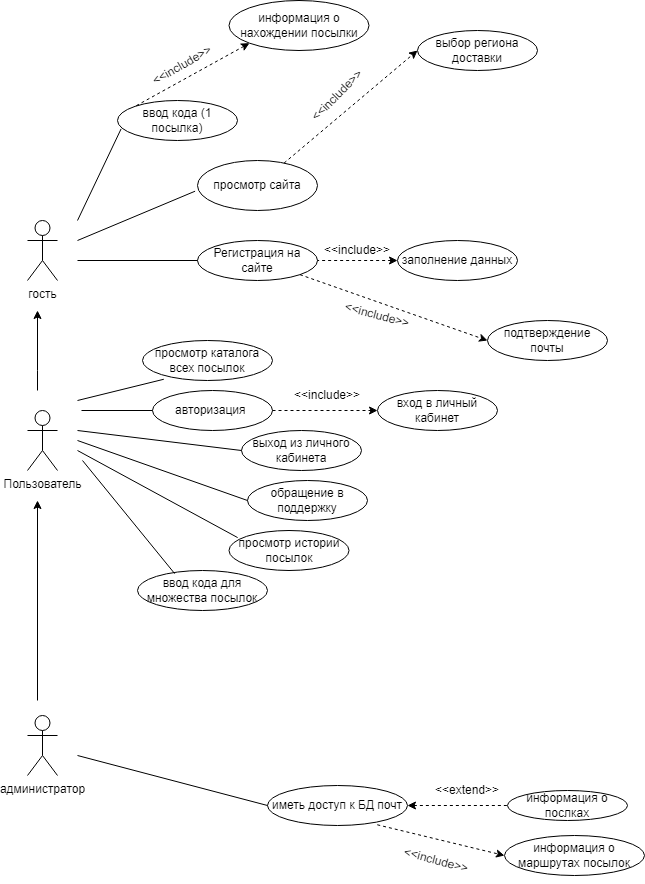 информация о
нахождении посылки
<<include>>
выбор региона
доставки
<<include>>
ввод кода (1
посылка)
просмотр сайта
Регистрация на
сайте
<<include>>
заполнение данных
гость
<<include>>
подтверждение
почты
просмотр каталога
всех посылок
авторизация
<<include>>
вход в личный
кабинет
выход из личного
кабинета
Пользователь
обращение в
поддержку
просмотр истории
посылок
ввод кода для
множества посылок
администратор
иметь доступ к БД почт
<<extend>>
информация о
послках
<<include>>
информация о
маршрутах посылок